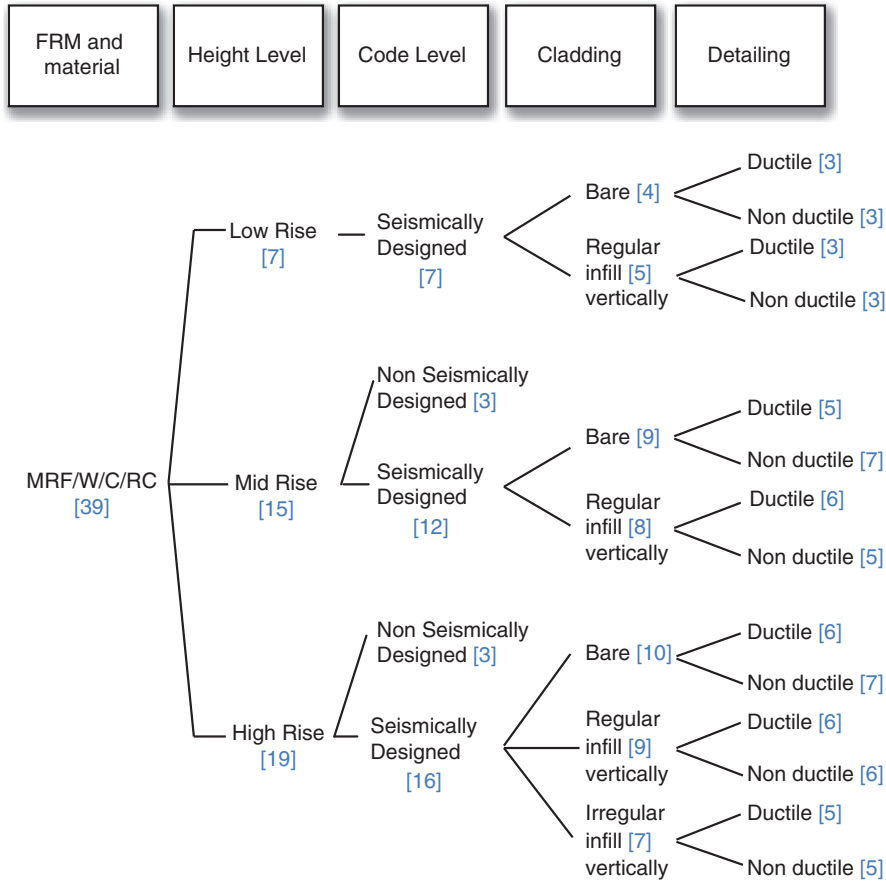 FRM and
material
Height Level
Code Level
Cladding
Detailing
MRF/W/C/RC
[39]
Low Rise
[7]
Seismically
Designed
[7]
Bare [4]
Ductile [3]
Non ductile [3]
Regular
infill [5]
vertically
Ductile [3]
Non ductile [3]
Mid Rise
[15]
Non Seismically
Designed [3]
Seismically
Designed
[12]
Bare [9]
Ductile [5]
Non ductile [7]
Regular
infill [8]
vertically
Ductile [6]
Non ductile [5]
High Rise
[19]
Non Seismically
Designed [3]
Seismically
Designed
[16]
Bare [10]
Ductile [6]
Non ductile [7]
Regular
infill [9]
vertically
Ductile [6]
Non ductile [6]
Irregular
infill [7]
vertically
Ductile [5]
Non ductile [5]